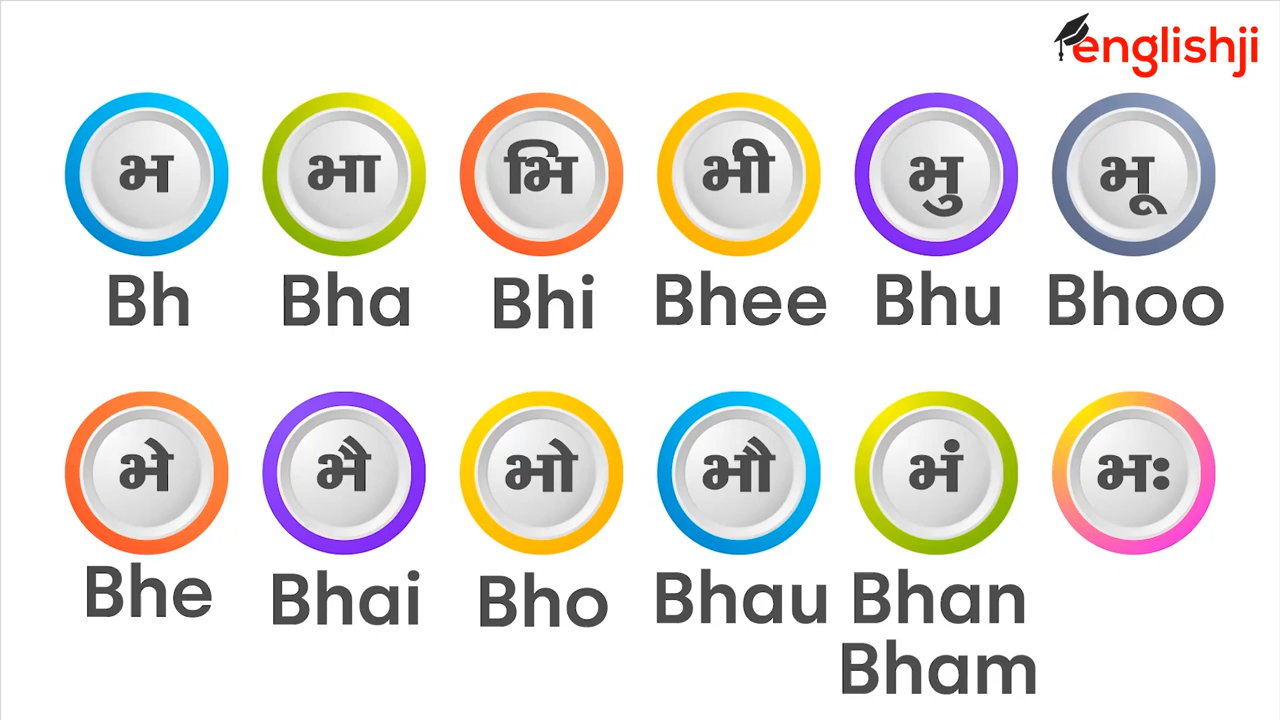 englishji
भ भा भि भी भु भू
Bh Bha Bhi Bhee Bhu Bhoo
भे भै भो भौ भं भः
Bhe Bhai Bho Bhau Bhan
Bham